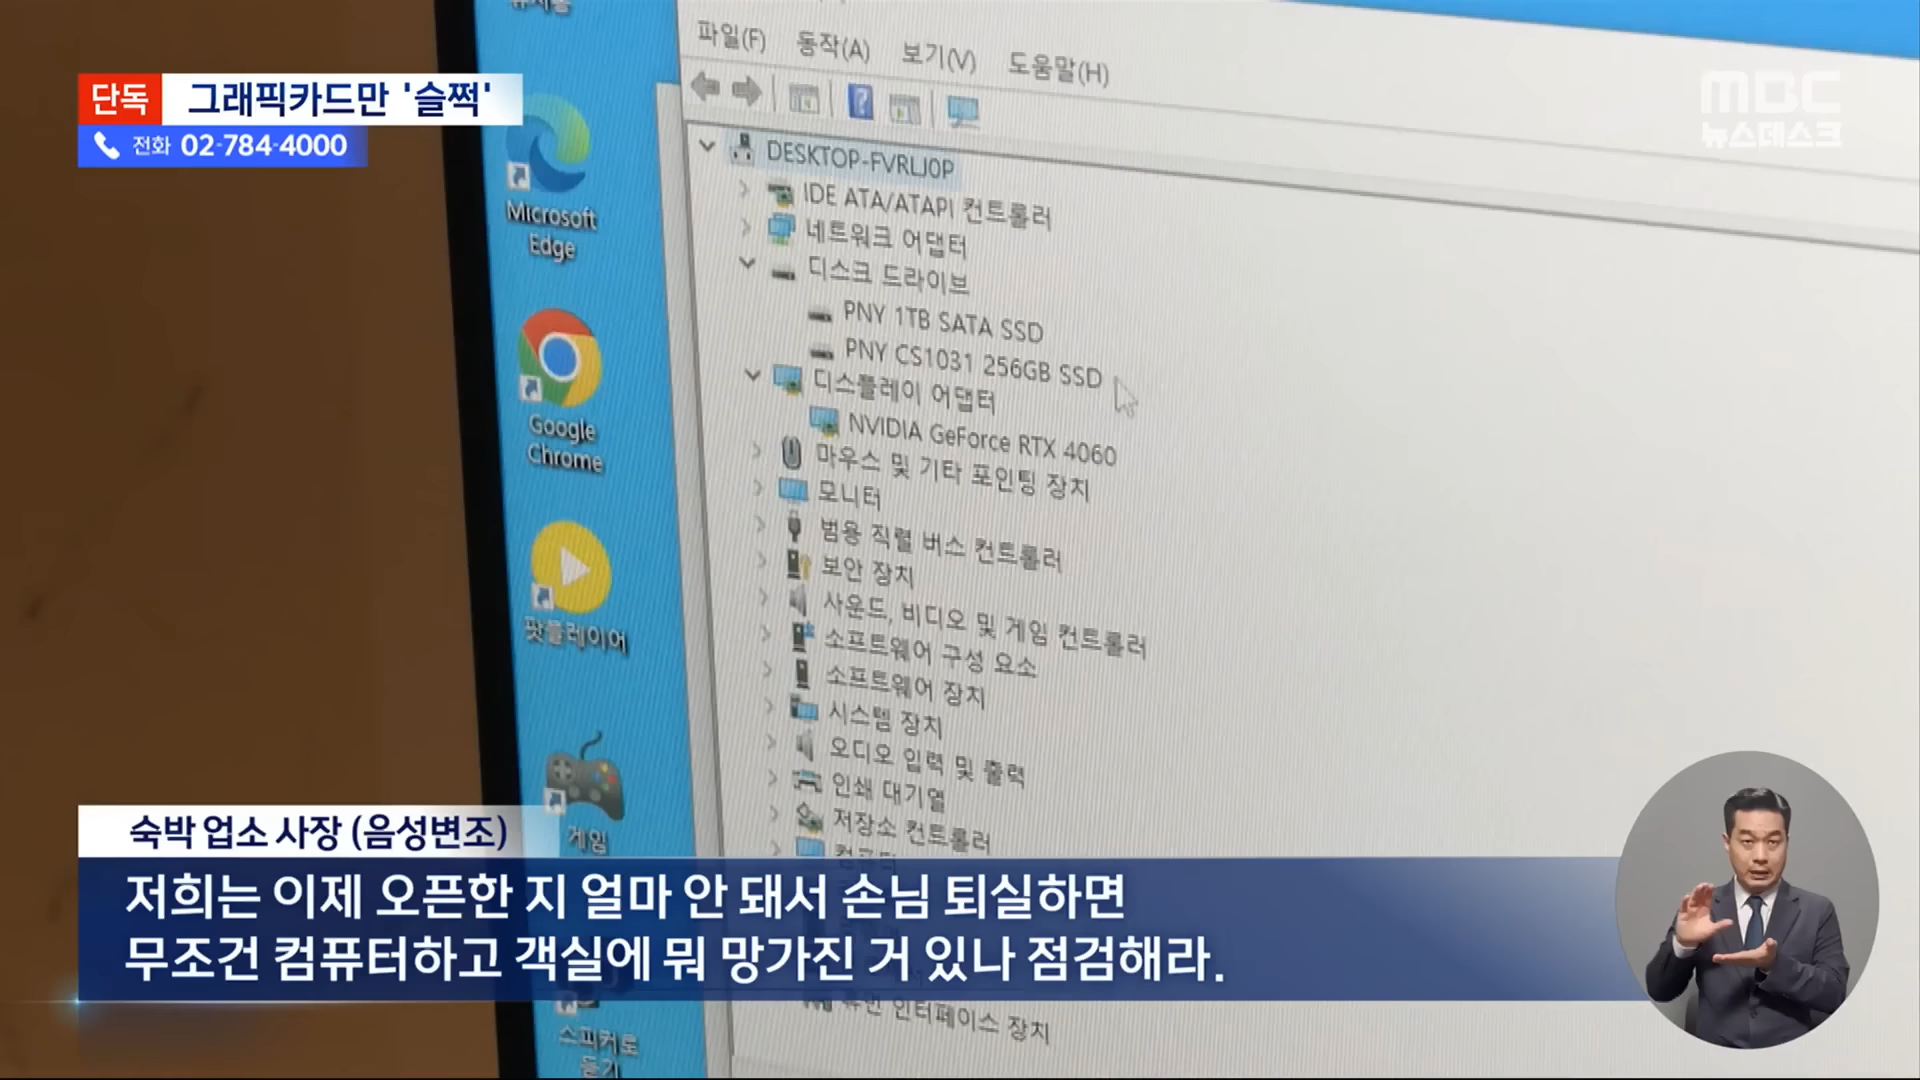 단독 그래픽카드만 '슬쩍'
전화 02-784-4000
MBC
뉴스데스크
파일(F) 동작(A) 보기(V) 도움말(H)
DESKTOP-FVRLJ0P
IDE ATA/ATAPI 컨트롤러
네트워크 어댑터
디스크 드라이브
PNY 1TB SATA SSD
PNY CS1031 256GB SSD
디스플레이 어댑터
NVIDIA GeForce RTX 4060
마우스 및 기타 포인팅 장치
모니터
범용 직렬 버스 컨트롤러
보안 장치
사운드, 비디오 및 게임 컨트롤러
소프트웨어 구성 요소
소프트웨어 장치
시스템 장치
오디오 입력 및 출력
인쇄 대기열
저장소 컨트롤러
컴퓨터
휴먼 인터페이스 장치
Microsoft
Edge
Google
Chrome
팟플레이어
게임
스피커로
듣기
숙박 업소 사장 (음성변조)
저희는 이제 오픈한 지 얼마 안 돼서 손님 퇴실하면
무조건 컴퓨터하고 객실에 뭐 망가진 거 있나 점검해라.